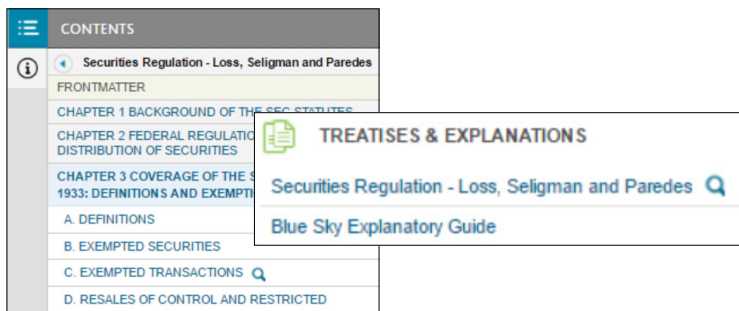 CONTENTS
Securities Regulation - Loss, Seligman and Paredes
FRONTMATTER
CHAPTER 1 BACKGROUND OF THE SEC STATUTES
CHAPTER 2 FEDERAL REGULATIO
DISTRIBUTION OF SECURITIES
CHAPTER 3 COVERAGE OF THE S
1933: DEFINITIONS AND EXEMPTI
A. DEFINITIONS
B. EXEMPTED SECURITIES
C. EXEMPTED TRANSACTIONS
D. RESALES OF CONTROL AND RESTRICTED
TREATISES & EXPLANATIONS
Securities Regulation - Loss, Seligman and Paredes
Blue Sky Explanatory Guide